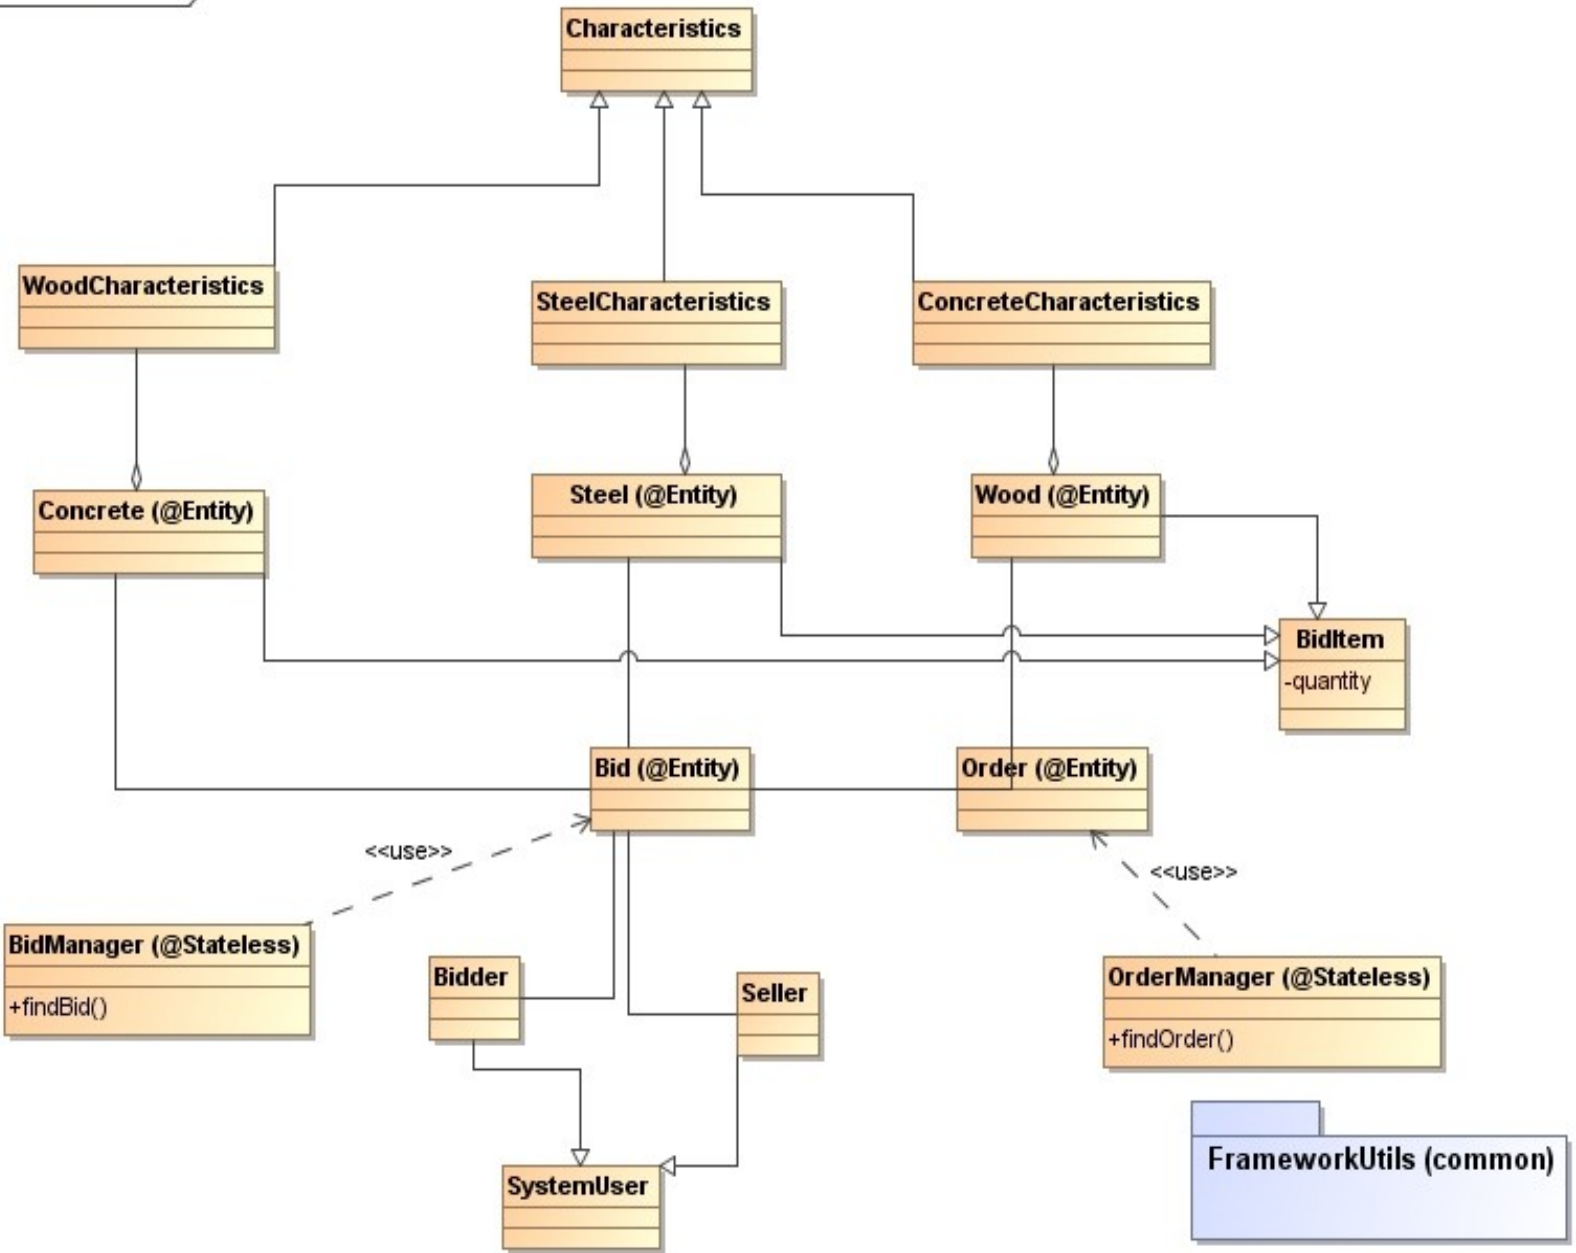 Characteristics
WoodCharacteristics
SteelCharacteristics
ConcreteCharacteristics
Concrete (@Entity)
Steel (@Entity)
Wood (@Entity)
BidItem
-quantity
Bid (@Entity)
Order (@Entity)
<<use>>
<<use>>
BidManager (@Stateless)
+findBid()
Bidder
Seller
OrderManager (@Stateless)
+findOrder()
FrameworkUtils (common)
SystemUser